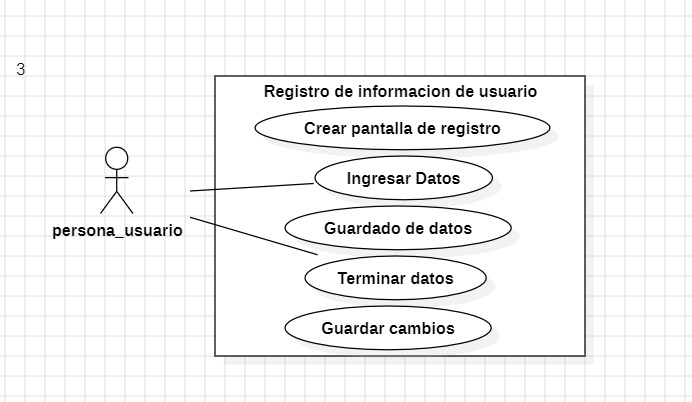 3
Registro de informacion de usuario
Crear pantalla de registro
Ingresar Datos
Guardado de datos
persona_usuario
Terminar datos
Guardar cambios